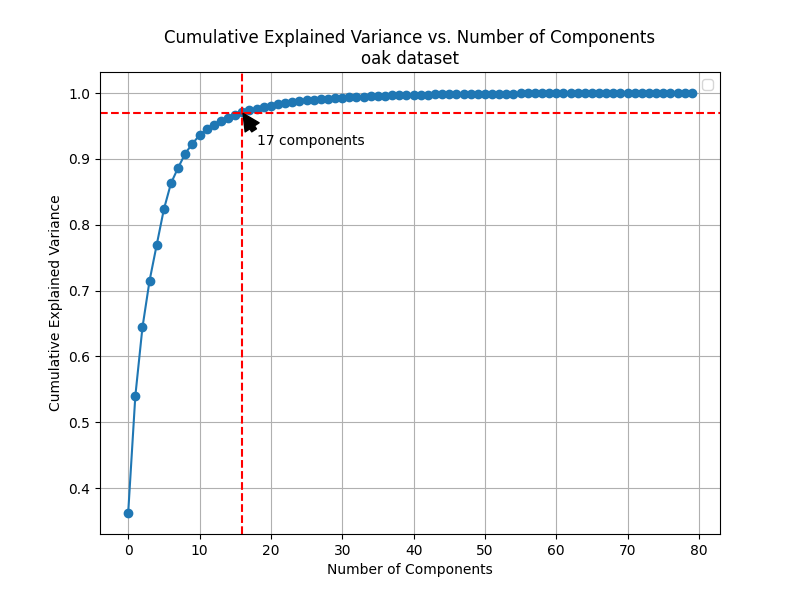 Cumulative Explained Variance vs. Number of Components
oak dataset
Cumulative Explained Variance
1.0
0.9
0.8
0.7
0.6
0.5
0.4
17 components
0 10 20 30 40 50 60 70 80
Number of Components